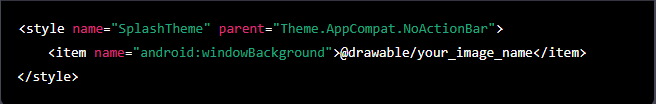 <style name="SplashTheme" parent="Theme.AppCompat.NoActionBar">
    <item name="android:windowBackground">@drawable/your_image_name</item>
</style>